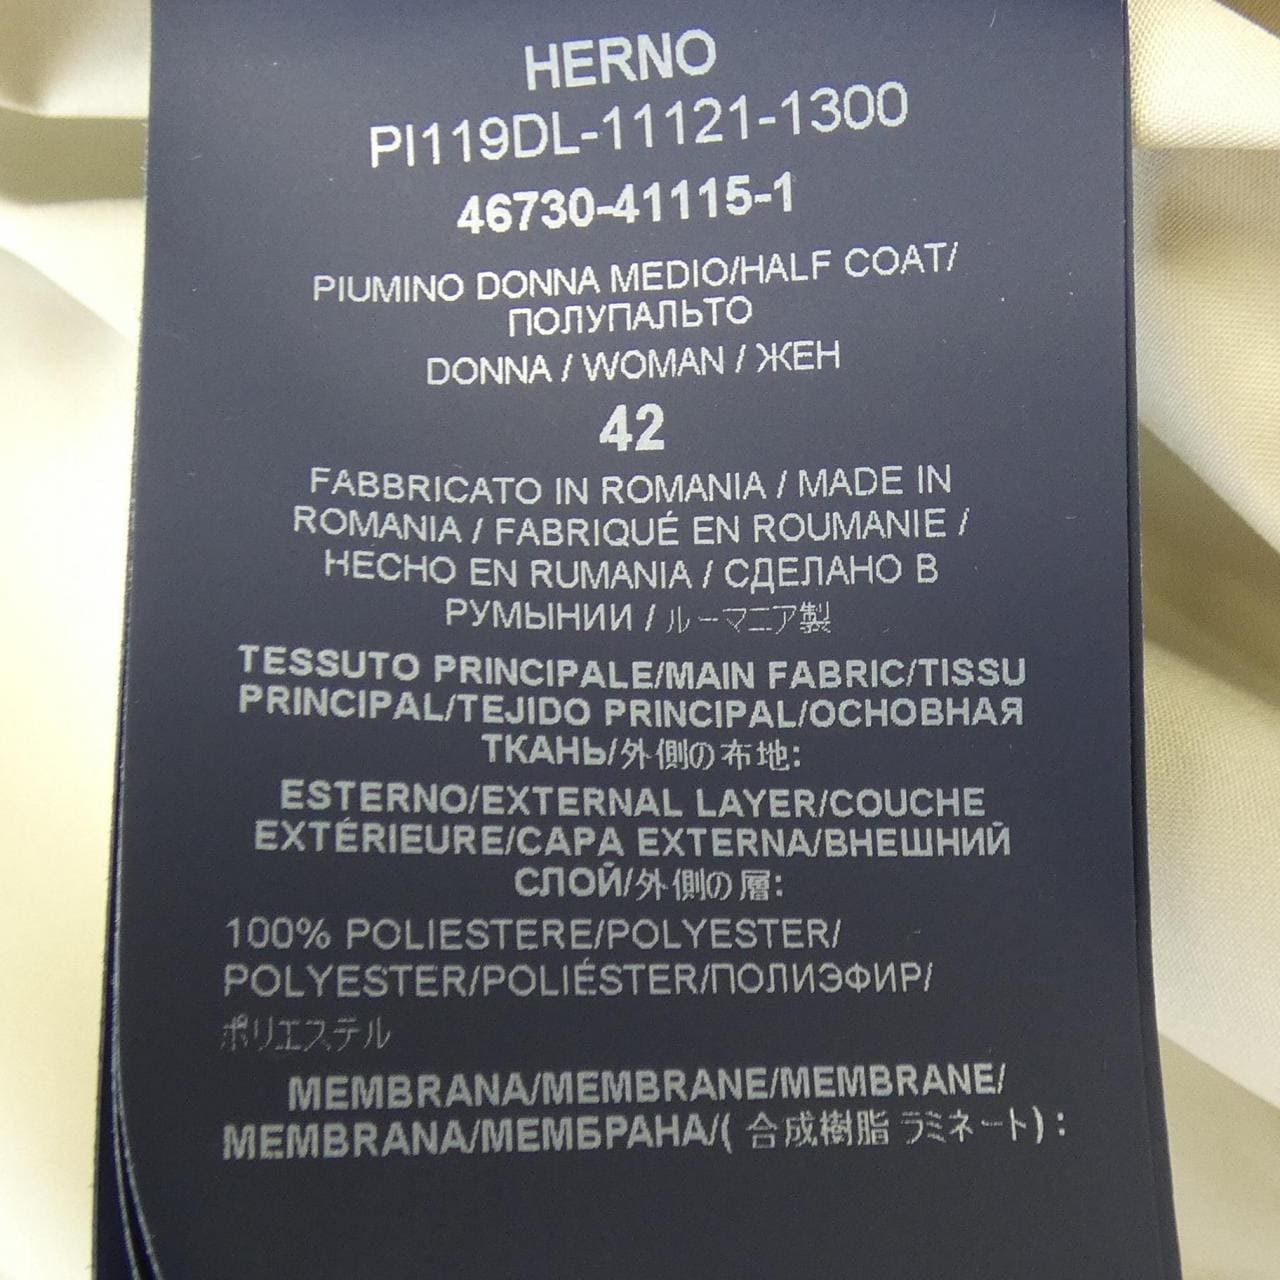 HERNO
PI119DL-11121-1300
46730-41115-1
PIUMINO DONNA MEDIO/HALF COAT/
ПОЛУПАЛЬТО
DONNA / WOMAN / ЖЕН
42
FABBRICATO IN ROMANIA / MADE IN
ROMANIA / FABRIQUÉ EN ROUMANIE /
HECHO EN RUMANIA / СДЕЛАНО В
РУМЫНИИ / ルーマニア製
TESSUTO PRINCIPALE/MAIN FABRIC/TISSU
PRINCIPAL/TEJIDO PRINCIPAL/ОСНОВНАЯ
ТКАНЬ/外側の布地:
ESTERNO/EXTERNAL LAYER/COUCHE
EXTÉRIEURE/CAPA EXTERNA/ВНЕШНИЙ
СЛОЙ/外側の層:
100% POLIESTERE/POLYESTER/
POLYESTER/POLIÉSTER/ПОЛИЭФИР/
ポリエステル
MEMBRANA/MEMBRANE/MEMBRANE/
MEMBRANA/МЕМБРАНА/( 合成樹脂 ラミネート) :